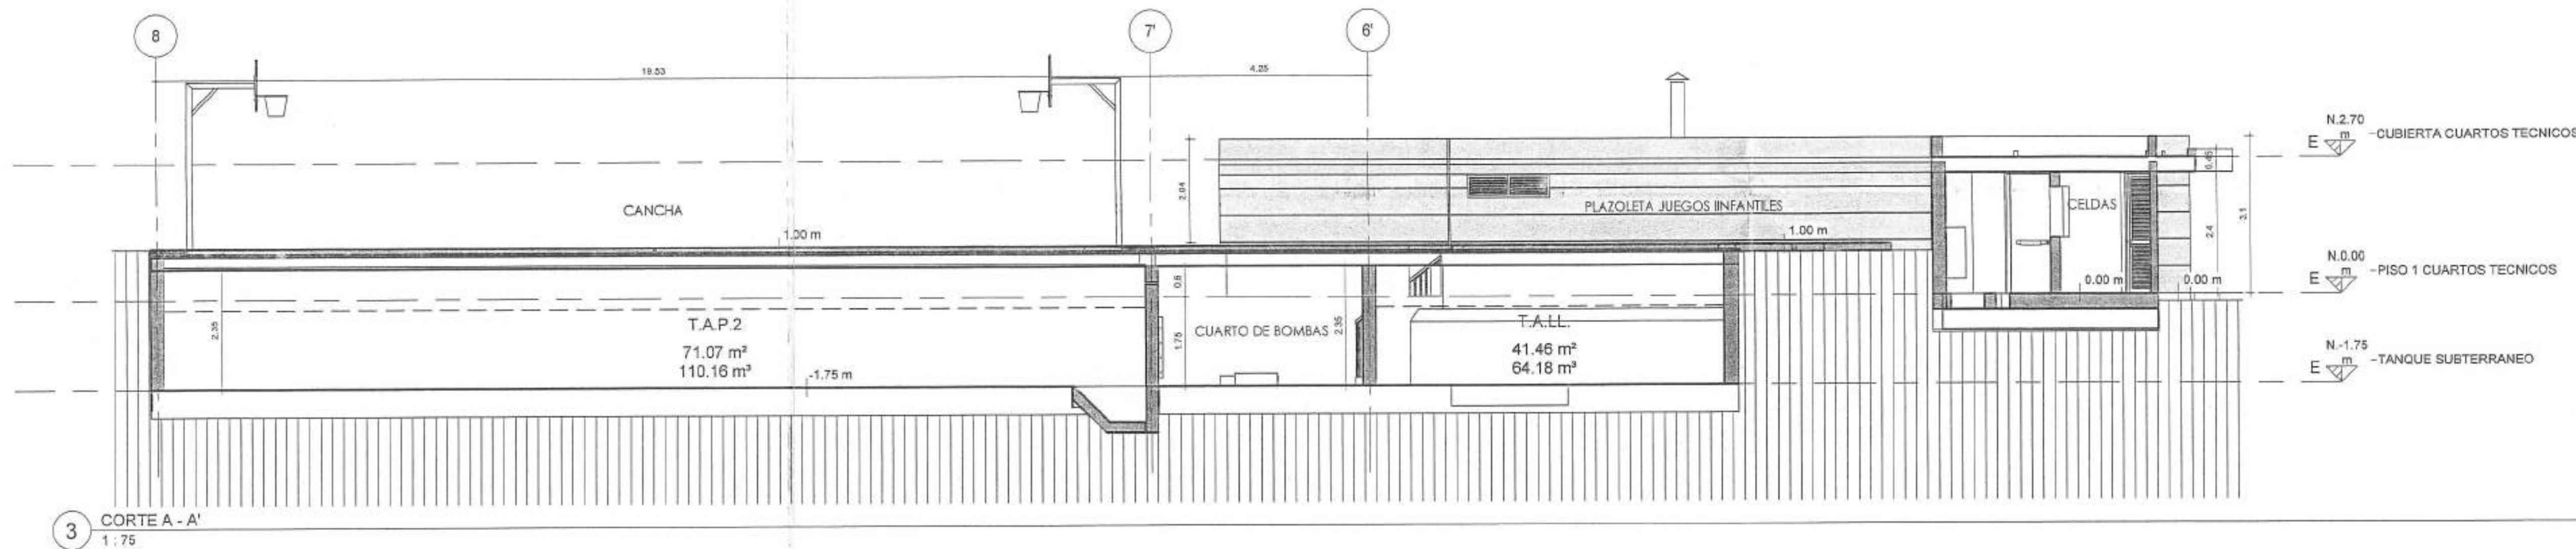 8
7'
6'
19.53
4.25
N.2.70
m
E
CUBIERTA CUARTOS TECNICOS
0.45
2.04
CANCHA
PLAZOLETA JUEGOS IINFANTILES
CELDAS
3.1
2.4
1.00 m
1.00 m
N.0.00
m
E
PISO 1 CUARTOS TECNICOS
0.00 m
0.00 m
0.6
2.35
T.A.P.2
71.07 m²
110.16 m³
-1.75 m
1.75
CUARTO DE BOMBAS
2.35
T.A.LL.
41.46 m²
64.18 m³
N.-1.75
m
E
TANQUE SUBTERRANEO
3
CORTE A - A'
1 : 75